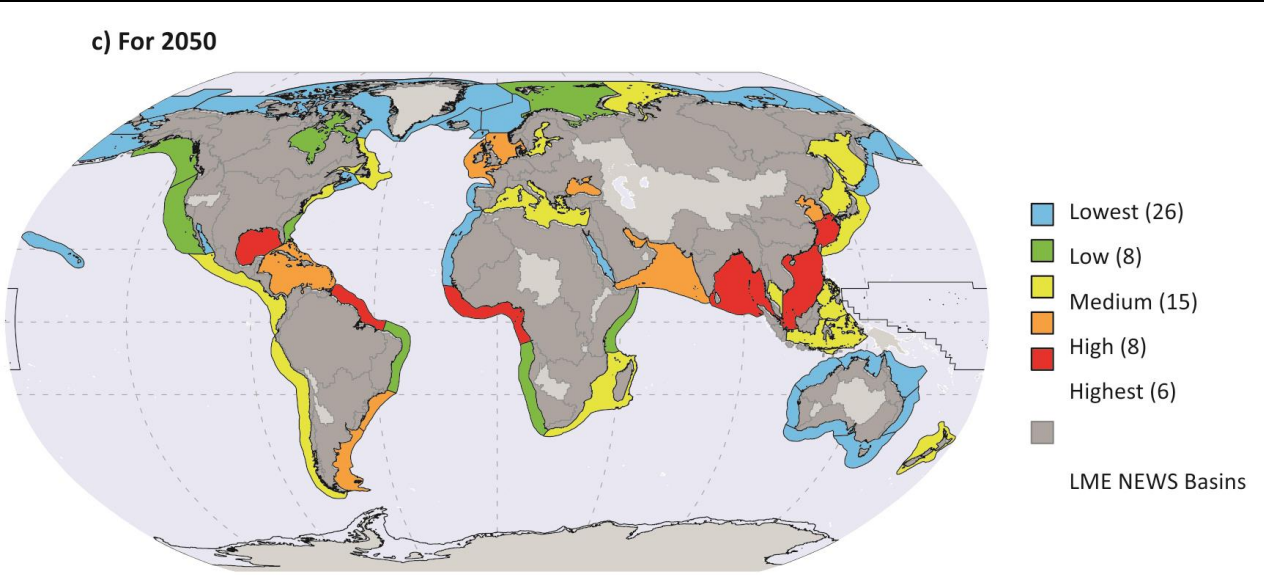 c) For 2050
Lowest (26)
Low (8)
Medium (15)
High (8)
Highest (6)
LME NEWS Basins